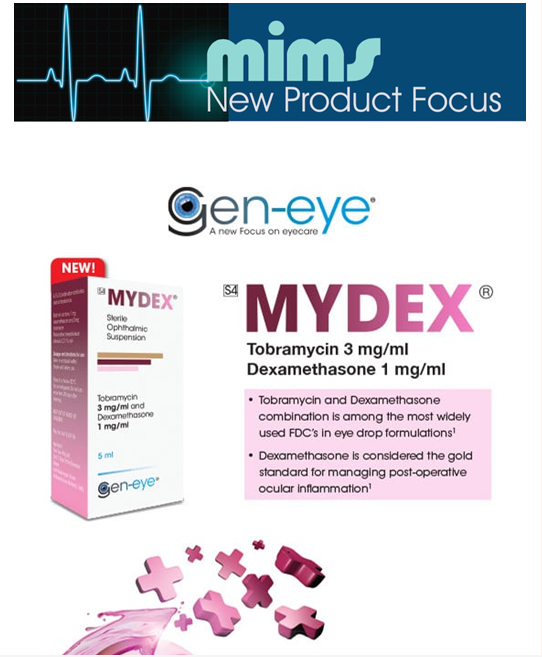 mims
New Product Focus
gen-eye®
A new Focus on eyecare
NEW!
S4 MYDEX®
Sterile
Ophthalmic
Suspension
Tobramycin
3 mg/ml and
Dexamethasone
1 mg/ml
5 ml
gen-eye®
S4 MYDEX ®
Tobramycin 3 mg/ml
Dexamethasone 1 mg/ml
• Tobramycin and Dexamethasone
combination is among the most widely
used FDC's in eye drop formulations¹
• Dexamethasone is considered the gold
standard for managing post-operative
ocular inflammation¹